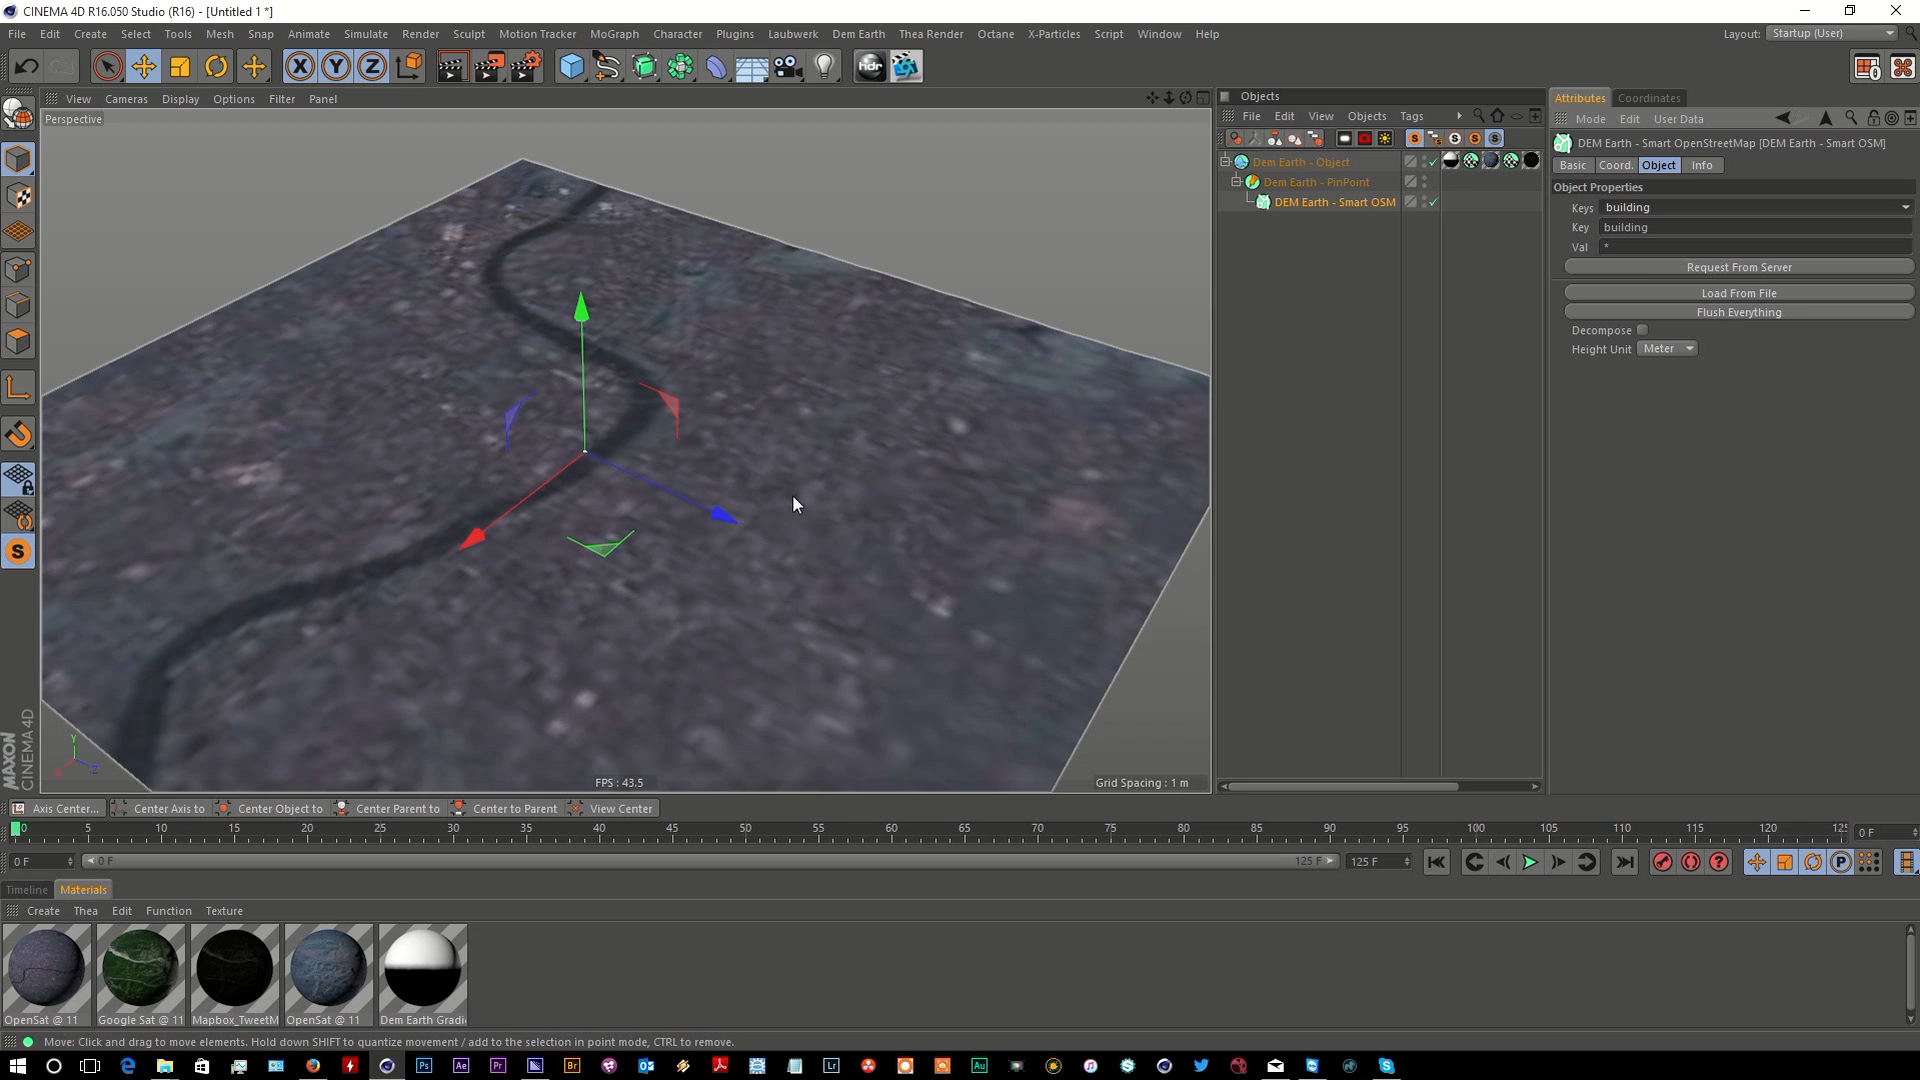 CINEMA 4D R16.050 Studio (R16) - [Untitled 1 *]
File Edit Create Select Tools Mesh Snap Animate Simulate Render Sculpt Motion Tracker MoGraph Character Plugins Laubwerk Dem Earth Thea Render Octane X-Particles Script Window Help Layout: Startup (User)
X Y Z hdr
View Cameras Display Options Filter Panel
Perspective
Objects
File Edit View Objects Tags
Dem Earth - Object
Dem Earth - PinPoint
DEM Earth - Smart OSM
Attributes Coordinates
Mode Edit User Data
DEM Earth - Smart OpenStreetMap [DEM Earth - Smart OSM]
Basic Coord. Object Info
Object Properties
Keys building
Key building
Val *
Request From Server
Load From File
Flush Everything
Decompose
Height Unit Meter
Y
X Z
MAXON
CINEMA 4D
FPS : 43.5
Grid Spacing : 1 m
Axis Center... Center Axis to Center Object to Center Parent to Center to Parent View Center
0 5 10 15 20 25 30 35 40 45 50 55 60 65 70 75 80 85 90 95 100 105 110 115 120 0 F
0 F 0 F 125 F 125 F
Timeline Materials
Create Thea Edit Function Texture
OpenSat @ 11 Google Sat @ 11 Mapbox_TweetM OpenSat @ 11 Dem Earth Gradi
Move: Click and drag to move elements. Hold down SHIFT to quantize movement / add to the selection in point mode, CTRL to remove.
Ps Ae Pr Br Lr Au